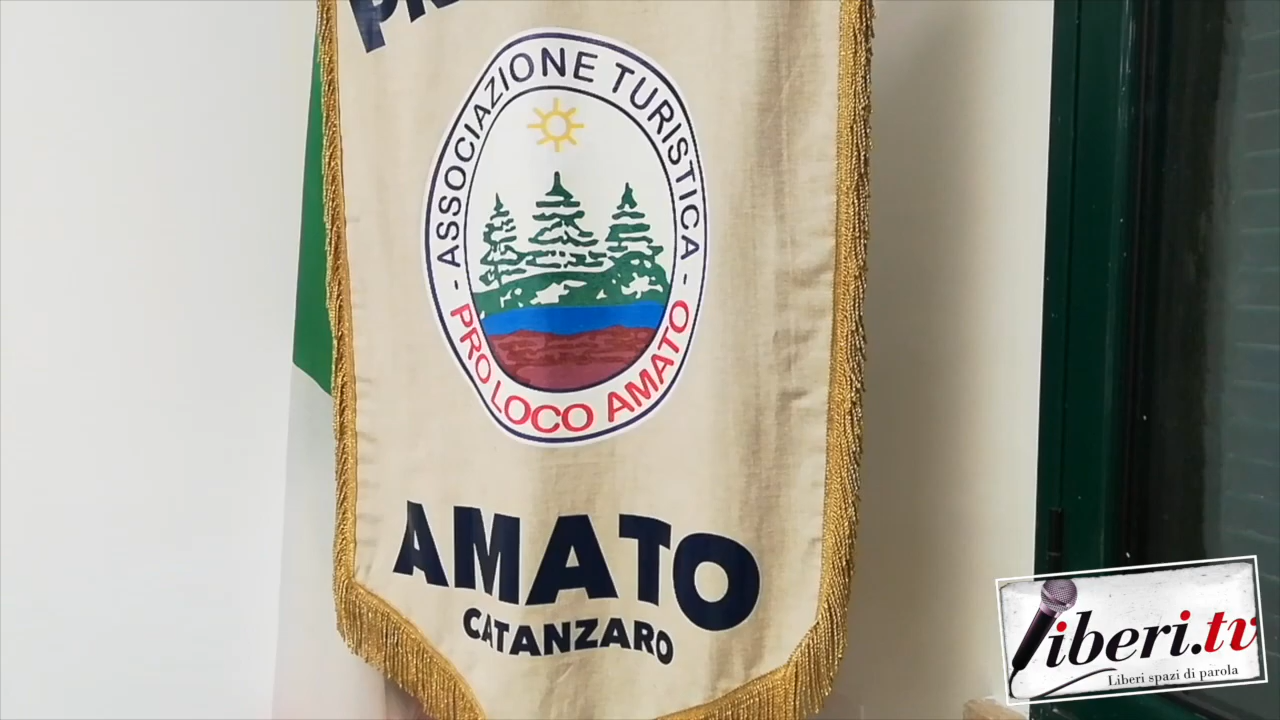 ASSOCIAZIONE TURISTICA
- PRO LOCO AMATO -
AMATO
CATANZARO
liberi.tv
Liberi spazi di parola